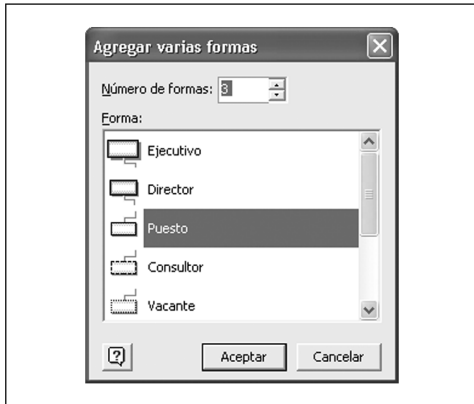 Agregar varias formas
Número de formas: 3
Forma:
Ejecutivo
Director
Puesto
Consultor
Vacante
Aceptar
Cancelar